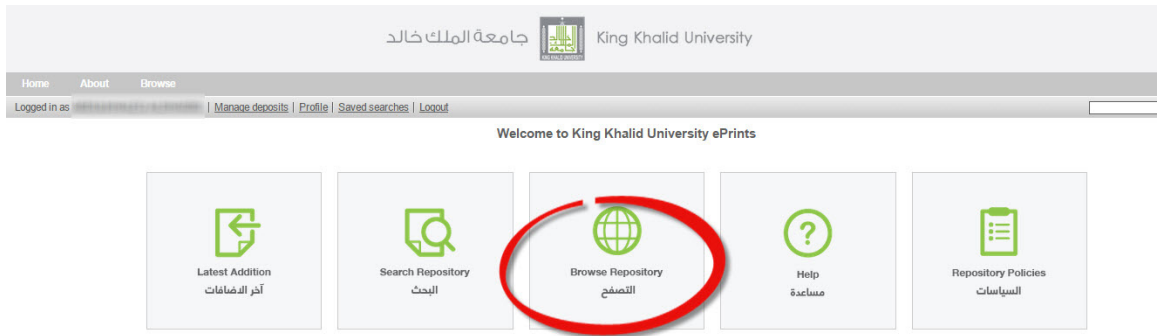 جامعة الملك خالد King Khalid University
Home About Browse
Logged in as | Manage deposits | Profile | Saved searches | Logout
Welcome to King Khalid University ePrints
Latest Addition
آخر الاضافات
Search Repository
البحث
Browse Repository
التصفح
Help
مساعدة
Repository Policies
السياسات